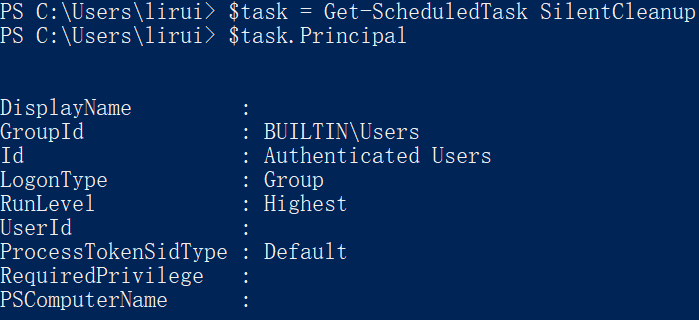 PS C:\Users\lirui> $task = Get-ScheduledTask SilentCleanup
PS C:\Users\lirui> $task.Principal
DisplayName :
GroupId : BUILTIN\Users
Id : Authenticated Users
LogonType : Group
RunLevel : Highest
UserId :
ProcessTokenSidType : Default
RequiredPrivilege :
PSComputerName :